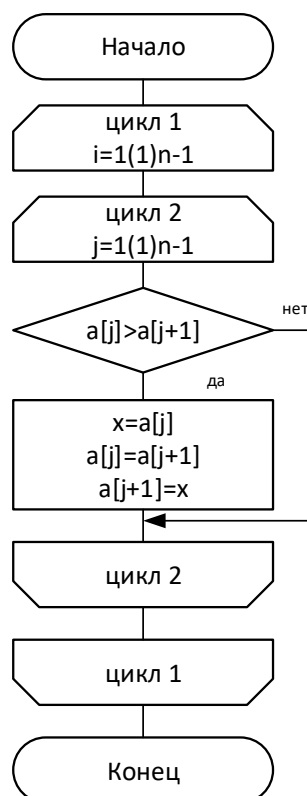 Начало
цикл 1
i=1(1)n-1
цикл 2
j=1(1)n-1
a[j]>a[j+1]
нет
да
x=a[j]
a[j]=a[j+1]
a[j+1]=x
цикл 2
цикл 1
Конец